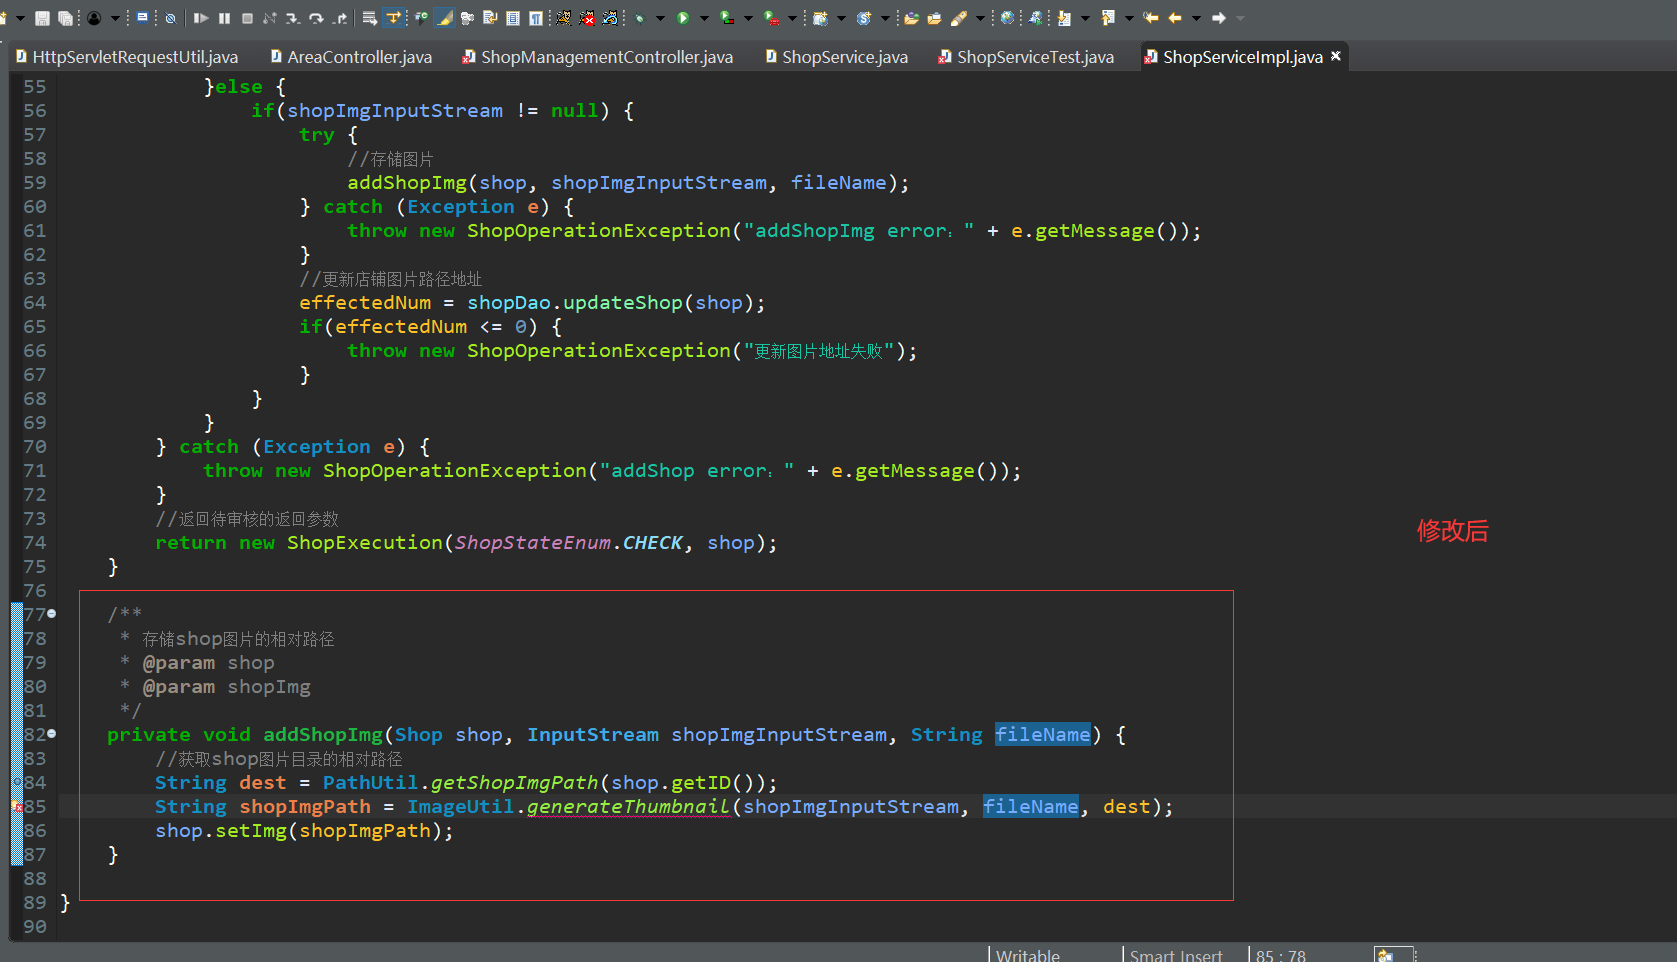 HttpServletRequestUtil.java AreaController.java ShopManagementController.java ShopService.java ShopServiceTest.java ShopServiceImpl.java
55 }else {
56 if(shopImgInputStream != null) {
57 try {
58 //存储图片
59 addShopImg(shop, shopImgInputStream, fileName);
60 } catch (Exception e) {
61 throw new ShopOperationException("addShopImg error：" + e.getMessage());
62 }
63 //更新店铺图片路径地址
64 effectedNum = shopDao.updateShop(shop);
65 if(effectedNum <= 0) {
66 throw new ShopOperationException("更新图片地址失败");
67 }
68 }
69 }
70 } catch (Exception e) {
71 throw new ShopOperationException("addShop error：" + e.getMessage());
72 }
73 //返回待审核的返回参数
74 return new ShopExecution(ShopStateEnum.CHECK, shop);
修改后
75 }
76
77 /**
78 * 存储shop图片的相对路径
79 * @param shop
80 * @param shopImg
81 */
82 private void addShopImg(Shop shop, InputStream shopImgInputStream, String fileName) {
83 //获取shop图片目录的相对路径
84 String dest = PathUtil.getShopImgPath(shop.getID());
85 String shopImgPath = ImageUtil.generateThumbnail(shopImgInputStream, fileName, dest);
86 shop.setImg(shopImgPath);
87 }
88
89 }
90
Writable Smart Insert 85 : 78